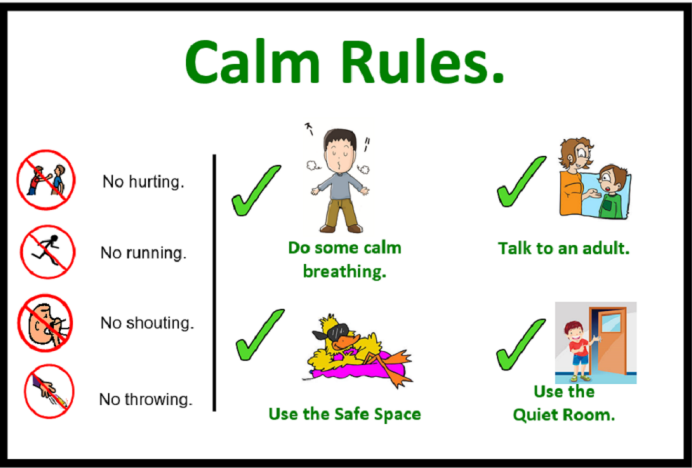 Calm Rules.
No hurting.
No running.
No shouting.
No throwing.
Do some calm
breathing.
Talk to an adult.
Use the Safe Space
Use the
Quiet Room.